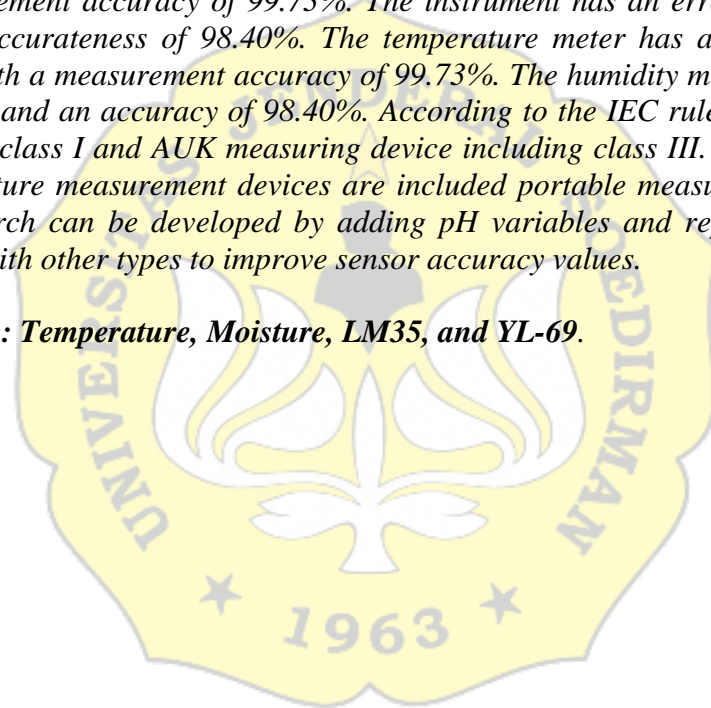 ement accuracy of 99.73%. The instrument has an erro
ccurateness of 98.40%. The temperature meter has a
th a measurement accuracy of 99.73%. The humidity m
and an accuracy of 98.40%. According to the IEC rule
class I and AUK measuring device including class III.
ture measurement devices are included portable measu
rch can be developed by adding pH variables and rep
ith other types to improve sensor accuracy values.
: Temperature, Moisture, LM35, and YL-69.
UNIVERSITAS JENDERAL SOEDIRMAN
1963